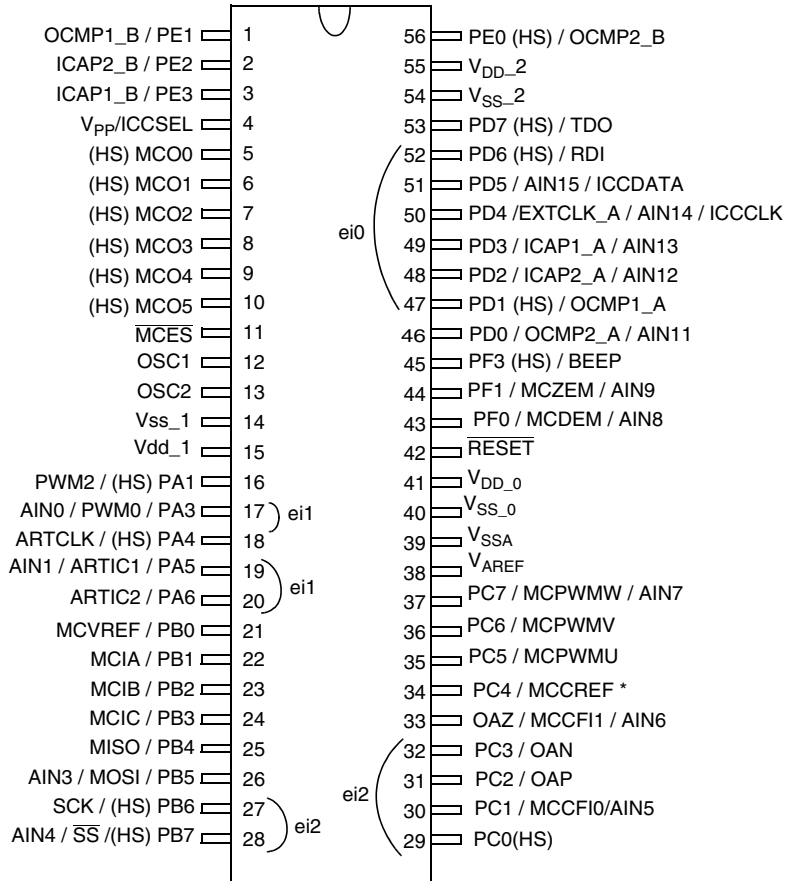 OCMP1_B / PE1 1
ICAP2_B / PE2 2
ICAP1_B / PE3 3
VPP/ICCSEL 4
(HS) MCO0 5
(HS) MCO1 6
(HS) MCO2 7
(HS) MCO3 8
(HS) MCO4 9
(HS) MCO5 10
MCES 11
OSC1 12
OSC2 13
Vss_1 14
Vdd_1 15
PWM2 / (HS) PA1 16
AIN0 / PWM0 / PA3 17
ei1
ARTCLK / (HS) PA4 18
AIN1 / ARTIC1 / PA5 19
ei1
ARTIC2 / PA6 20
MCVREF / PB0 21
MCIA / PB1 22
MCIB / PB2 23
MCIC / PB3 24
MISO / PB4 25
AIN3 / MOSI / PB5 26
SCK / (HS) PB6 27
ei2
AIN4 / SS /(HS) PB7 28
56 PE0 (HS) / OCMP2_B
55 VDD_2
54 VSS_2
53 PD7 (HS) / TDO
52 PD6 (HS) / RDI
51 PD5 / AIN15 / ICCDATA
50 PD4 /EXTCLK_A / AIN14 / ICCCLK
ei0
49 PD3 / ICAP1_A / AIN13
48 PD2 / ICAP2_A / AIN12
47 PD1 (HS) / OCMP1_A
46 PD0 / OCMP2_A / AIN11
45 PF3 (HS) / BEEP
44 PF1 / MCZEM / AIN9
43 PF0 / MCDEM / AIN8
42 RESET
41 VDD_0
40 VSS_0
39 VSSA
38 VAREF
37 PC7 / MCPWMW / AIN7
36 PC6 / MCPWMV
35 PC5 / MCPWMU
34 PC4 / MCCREF *
33 OAZ / MCCFI1 / AIN6
32 PC3 / OAN
31 PC2 / OAP
ei2
30 PC1 / MCCFI0/AIN5
29 PC0(HS)